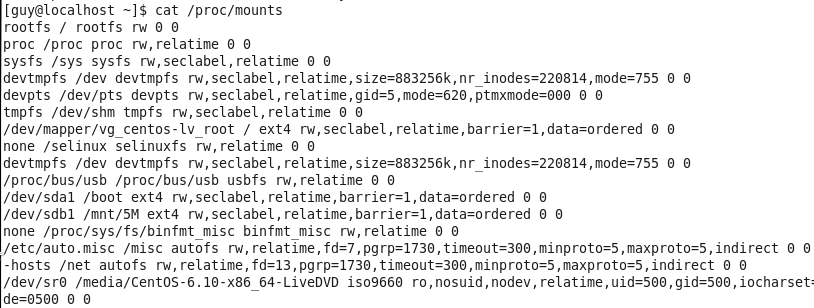 [guy@localhost ~]$ cat /proc/mounts
rootfs / rootfs rw 0 0
proc /proc proc rw,relatime 0 0
sysfs /sys sysfs rw,seclabel,relatime 0 0
devtmpfs /dev devtmpfs rw,seclabel,relatime,size=883256k,nr_inodes=220814,mode=755 0 0
devpts /dev/pts devpts rw,seclabel,relatime,gid=5,mode=620,ptmxmode=000 0 0
tmpfs /dev/shm tmpfs rw,seclabel,relatime 0 0
/dev/mapper/vg_centos-lv_root / ext4 rw,seclabel,relatime,barrier=1,data=ordered 0 0
none /selinux selinuxfs rw,relatime 0 0
devtmpfs /dev devtmpfs rw,seclabel,relatime,size=883256k,nr_inodes=220814,mode=755 0 0
/proc/bus/usb /proc/bus/usb usbfs rw,relatime 0 0
/dev/sda1 /boot ext4 rw,seclabel,relatime,barrier=1,data=ordered 0 0
/dev/sdb1 /mnt/5M ext4 rw,seclabel,relatime,barrier=1,data=ordered 0 0
none /proc/sys/fs/binfmt_misc binfmt_misc rw,relatime 0 0
/etc/auto.misc /misc autofs rw,relatime,fd=7,pgrp=1730,timeout=300,minproto=5,maxproto=5,indirect 0 0
-hosts /net autofs rw,relatime,fd=13,pgrp=1730,timeout=300,minproto=5,maxproto=5,indirect 0 0
/dev/sr0 /media/CentOS-6.10-x86_64-LiveDVD iso9660 ro,nosuid,nodev,relatime,uid=500,gid=500,iocharset=
de=0500 0 0